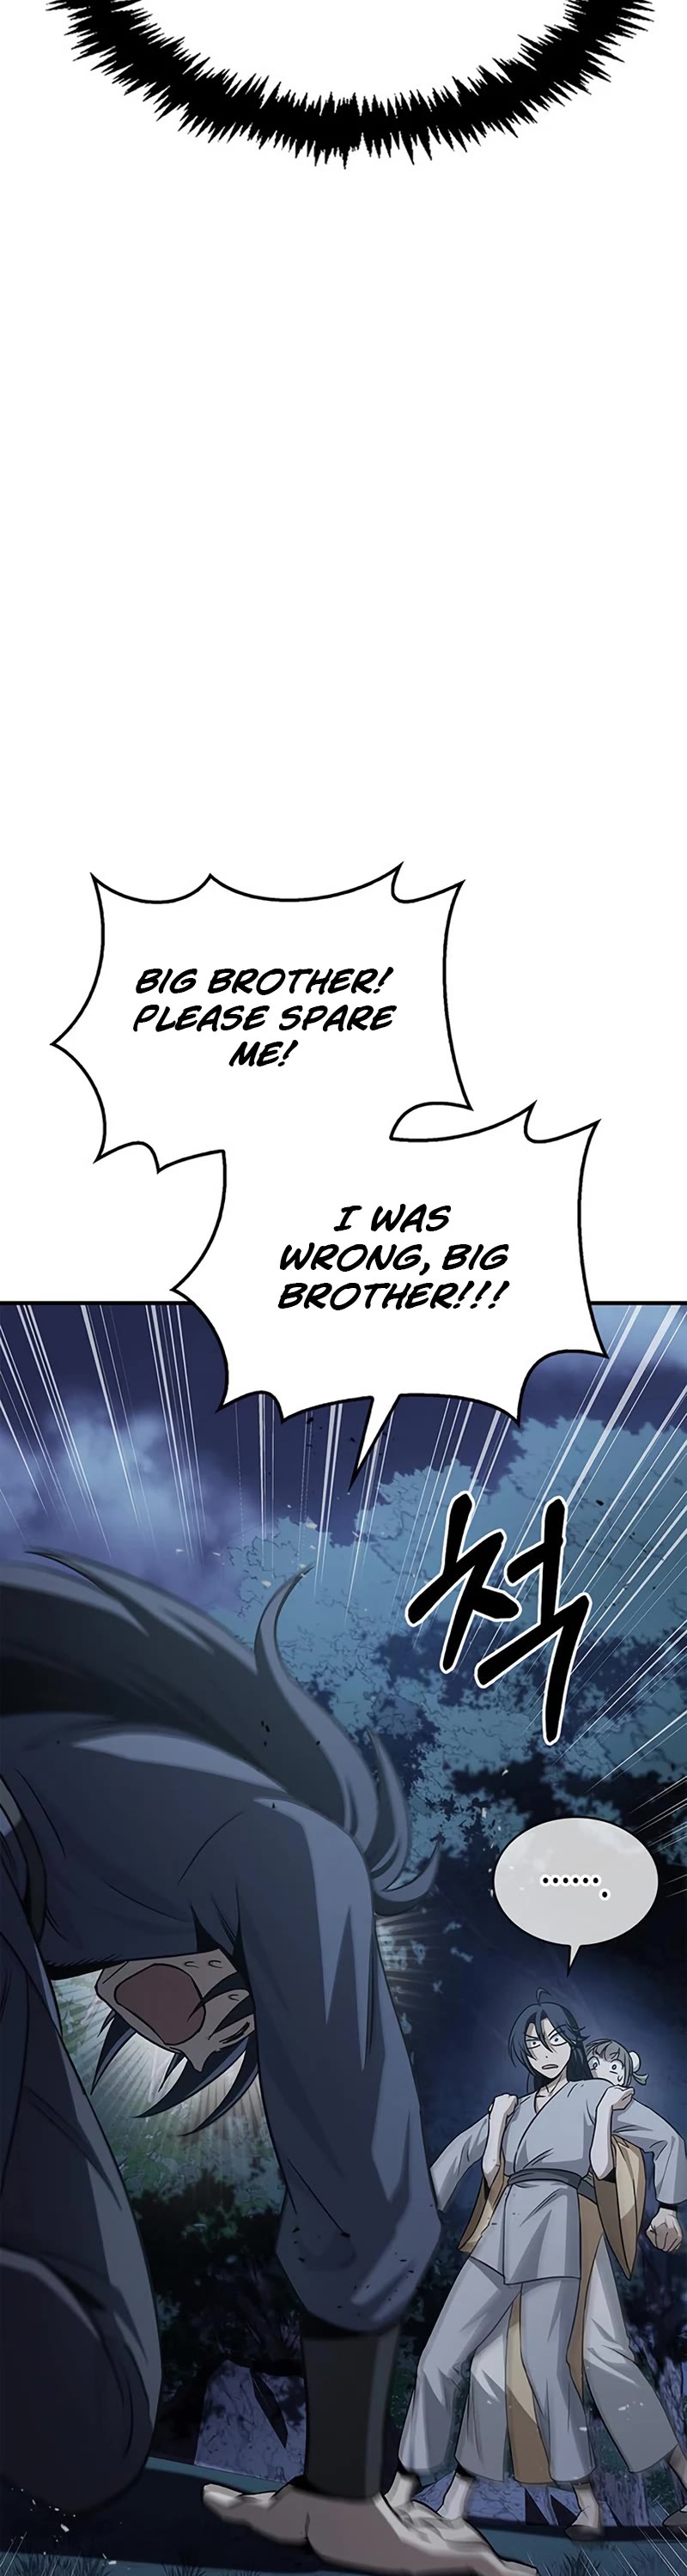 BIG BROTHER!
PLEASE SPARE
ME!
I WAS
WRONG, BIG
BROTHER!!!
척
.......